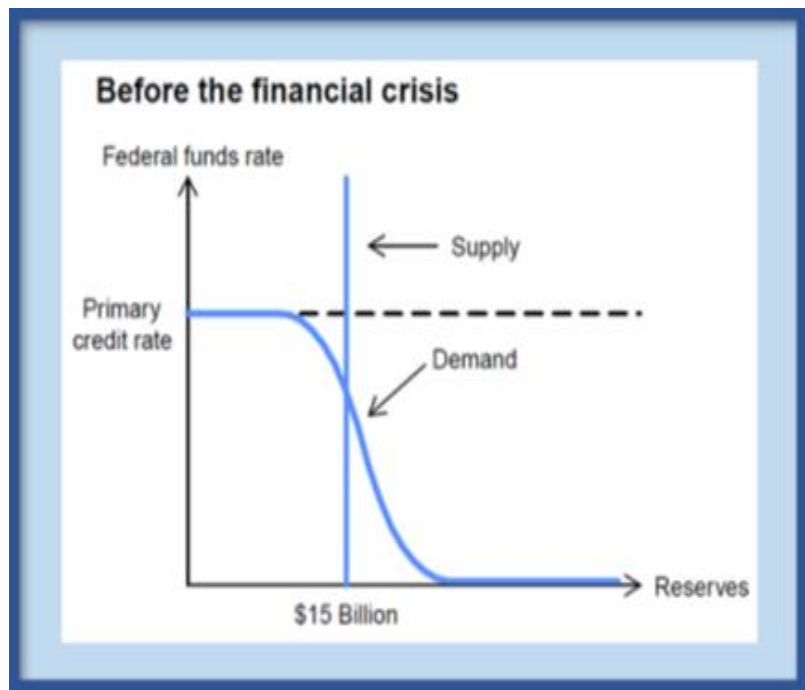 Before the financial crisis
Federal funds rate
Supply
Primary
credit rate
Demand
Reserves
$15 Billion